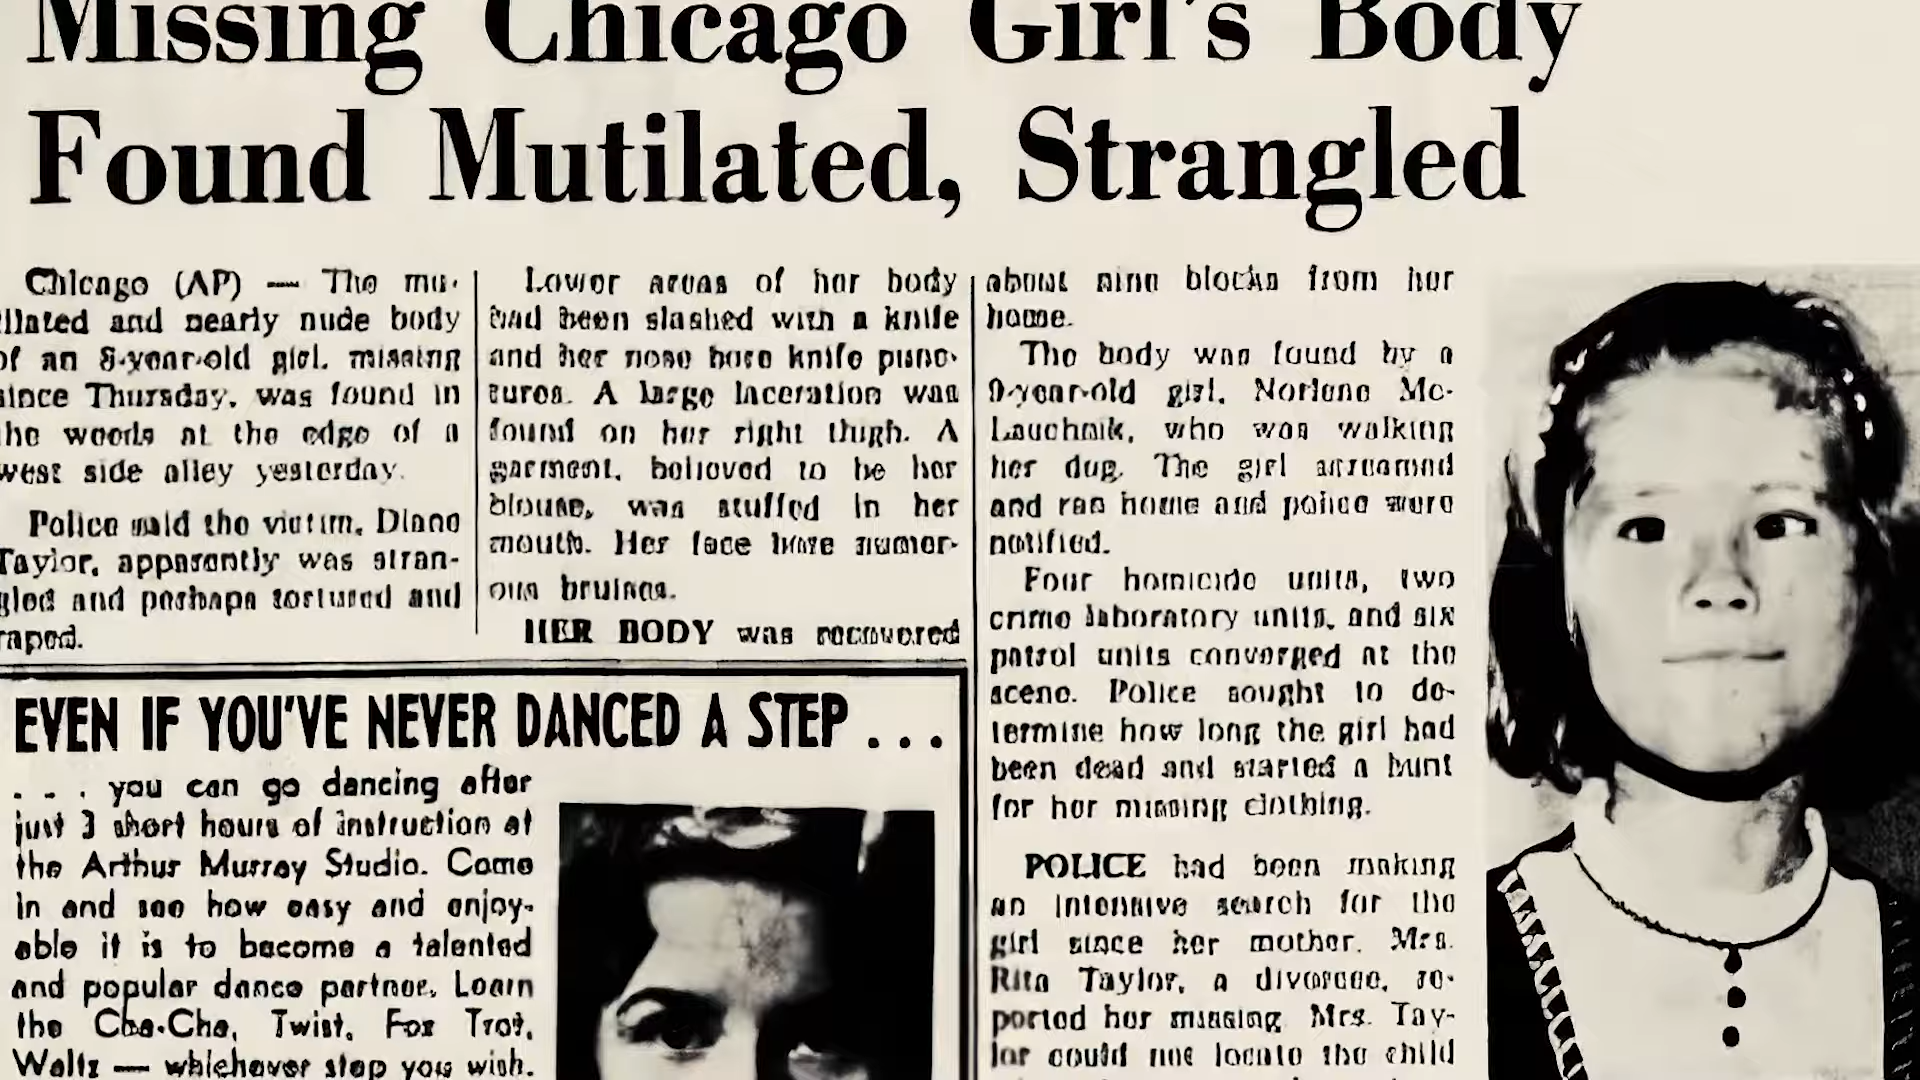 Missing Chicago Girl's Body
Found Mutilated, Strangled
Chicago (AP) — The mu-
tilated and nearly nude body
of an 8-year-old girl, missing
since Thursday, was found in
the woods at the edge of a
west side alley yesterday.
Police said the victim, Diane
Taylor, apparently was stran-
gled and perhaps tortured and
raped.
Lower areas of her body
had been slashed with a knife
and her nose bore knife punc-
tures. A large laceration was
found on her right thigh. A
garment, believed to be her
blouse, was stuffed in her
mouth. Her face bore numer-
ous bruises.
HER BODY was recovered
about nine blocks from her
home.
The body was found by a
9-year-old girl, Norlene Mc-
Lauchnik, who was walking
her dog. The girl screamed
and ran home and police were
notified.
Four homicide units, two
crime laboratory units, and six
patrol units converged at the
scene. Police sought to de-
termine how long the girl had
been dead and started a hunt
for her missing clothing.
POLICE had been making
an intensive search for the
girl since her mother, Mrs.
Rita Taylor, a divorcee, re-
ported her missing. Mrs. Tay-
lor could not locate the child
EVEN IF YOU'VE NEVER DANCED A STEP . . .
. . . you can go dancing after
just 3 short hours of instruction at
the Arthur Murray Studio. Come
in and see how easy and enjoy-
able it is to become a talented
and popular dance partner. Learn
the Cha-Cha, Twist, Fox Trot,
Waltz — whichever step you wish.